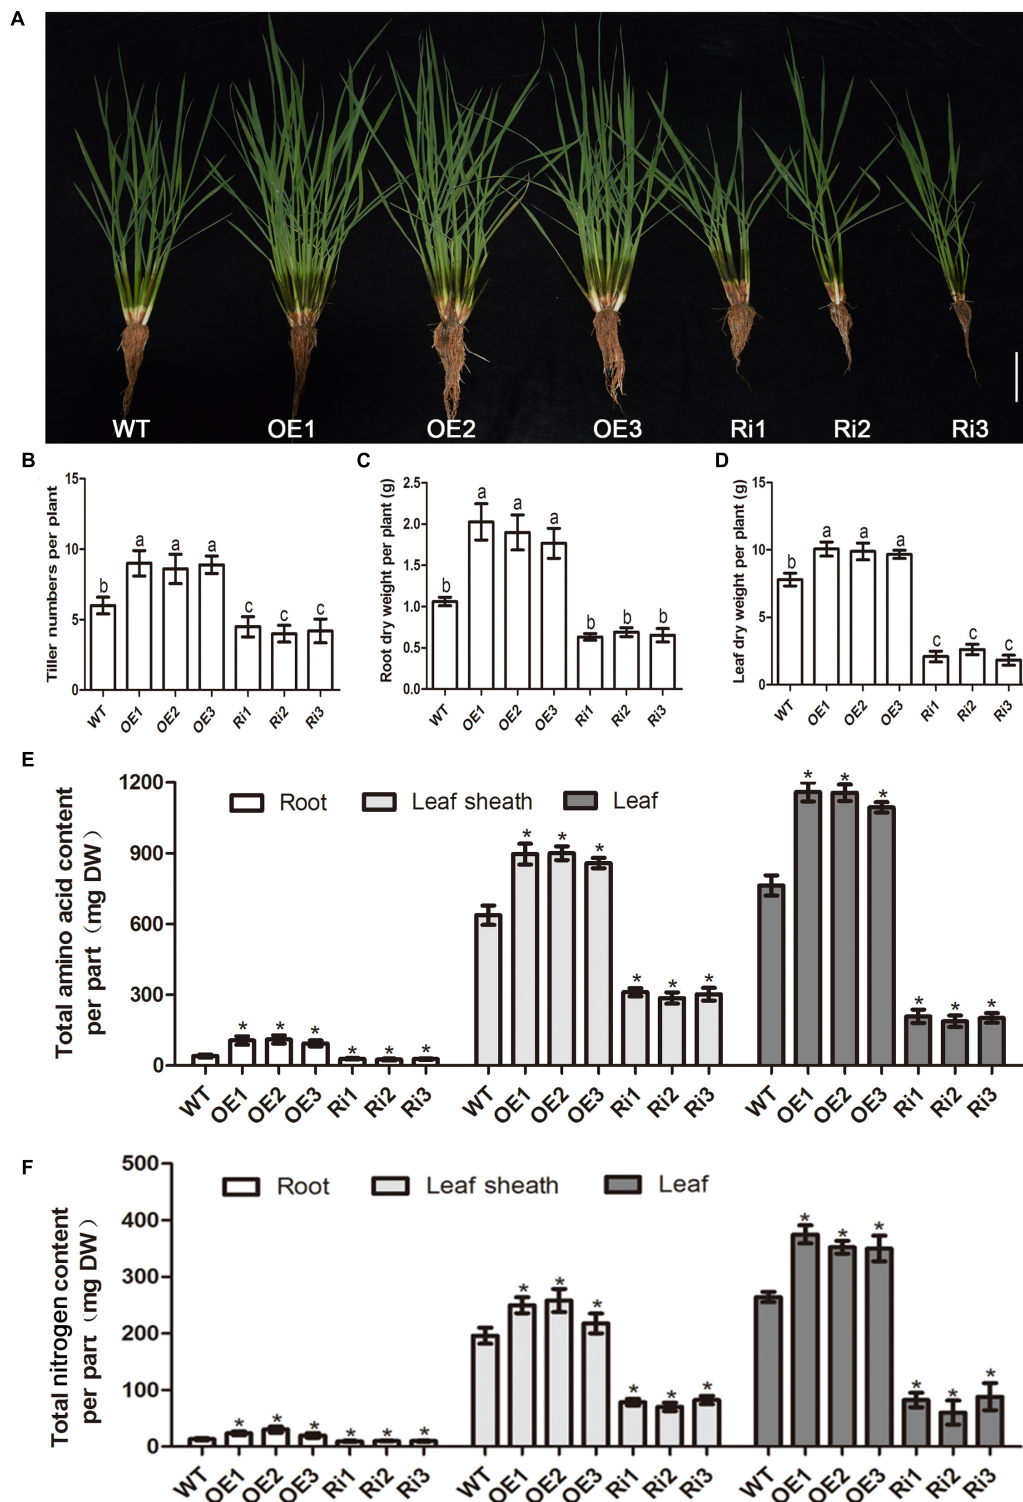 A
WT OE1 OE2 OE3 Ri1 Ri2 Ri3
B
Tiller numbers per plant
15
10
5
0
b a a a c c c
WT OE1 OE2 OE3 Ri1 Ri2 Ri3
C
Root dry weight per plant (g)
2.5
2.0
1.5
1.0
0.5
0.0
b a a a b b b
WT OE1 OE2 OE3 Ri1 Ri2 Ri3
D
Leaf dry weight per plant (g)
15
10
5
0
b a a a c c c
WT OE1 OE2 OE3 Ri1 Ri2 Ri3
E
Total amino acid content
per part (mg DW)
1200
900
600
300
0
Root Leaf sheath Leaf
* * * * * * * * * * * * * * * * * *
WT OE1 OE2 OE3 Ri1 Ri2 Ri3 WT OE1 OE2 OE3 Ri1 Ri2 Ri3 WT OE1 OE2 OE3 Ri1 Ri2 Ri3
F
Total nitrogen content
per part (mg DW)
500
400
300
200
100
0
Root Leaf sheath Leaf
* * * * * * * * * * * * * * * * * *
WT OE1 OE2 OE3 Ri1 Ri2 Ri3 WT OE1 OE2 OE3 Ri1 Ri2 Ri3 WT OE1 OE2 OE3 Ri1 Ri2 Ri3